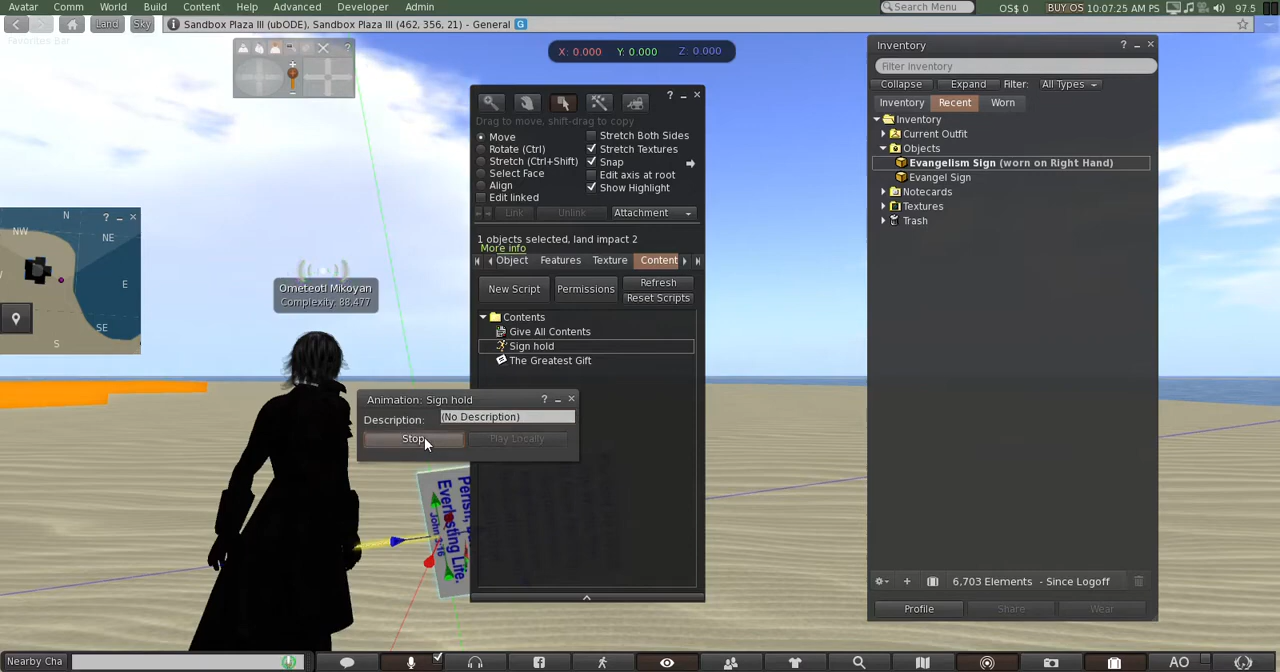 Avatar Comm World Build Content Help Advanced Viewer Developer Search Menu OS$ 0 BUY OS 10:07:25 AM PS 97.5
Land Sky Sandbox Plaza III (ubODE), Sandbox Plaza III (462, 356, 21) - General G
Favorites Bar
X: 0.000 Y: 0.000 Z: 0.000
?
N
NW
NE
E
SE
S
?
Ometeotl Mikoyan
Complexity: 88,477
?
Drag to move, shift-drag to copy
Move
Rotate (Ctrl)
Stretch (Ctrl+Shift)
Select Face
Align
Edit linked
Stretch Both Sides
Stretch Textures
Snap
Edit axis at root
Show Highlight
Link Unlink Attachment
1 objects selected, land impact 2
More info
Object Features Texture Content
New Script Permissions Refresh
Reset Scripts
Contents
Give All Contents
Sign hold
The Greatest Gift
Animation: Sign hold ?
Description: (No Description)
Stop Play Locally
Perish,
Everlasting Life.
John 3:16
Inventory ?
Filter Inventory
Collapse Expand Filter: All Types
Inventory Recent Worn
Inventory
Current Outfit
Objects
Evangelism Sign (worn on Right Hand)
Evangel Sign
Notecards
Textures
Trash
6,703 Elements - Since Logoff
Profile Share Wear
Nearby Cha AO